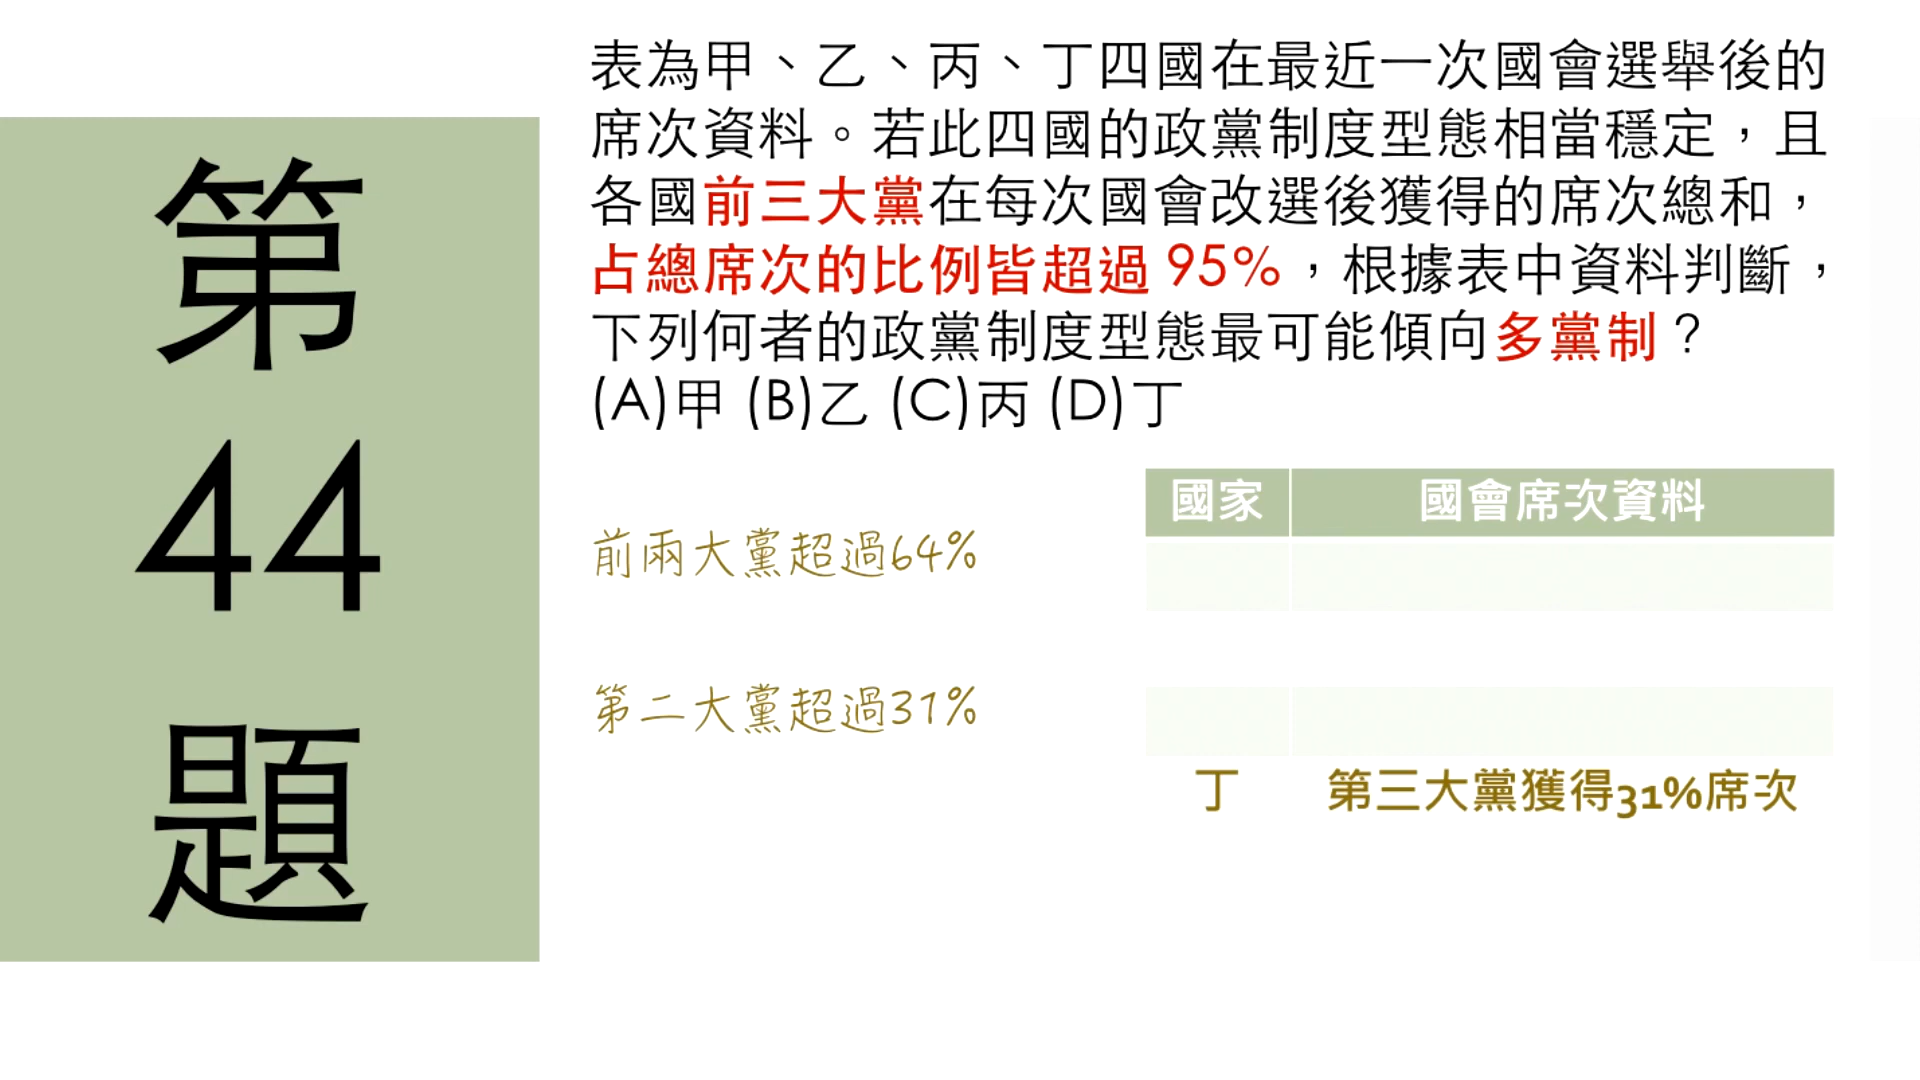 第
44
題
表為甲、乙、丙、丁四國在最近一次國會選舉後的
席次資料。若此四國的政黨制度型態相當穩定，且
各國前三大黨在每次國會改選後獲得的席次總和，
占總席次的比例皆超過 95%，根據表中資料判斷，
下列何者的政黨制度型態最可能傾向多黨制？
(A)甲 (B)乙 (C)丙 (D)丁
前兩大黨超過64%
第二大黨超過31%
國家 國會席次資料
丁 第三大黨獲得31%席次